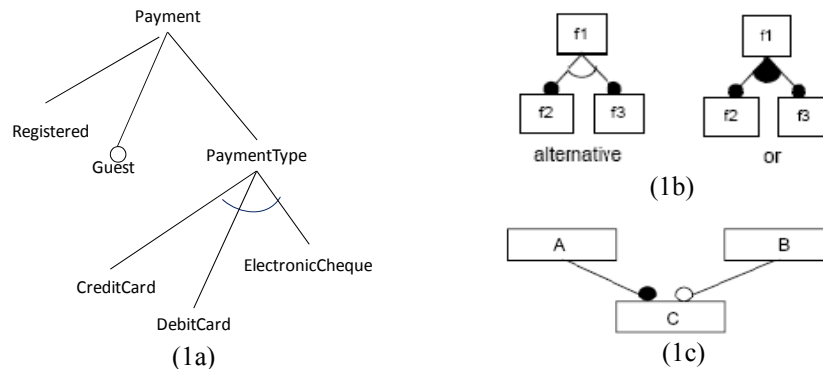 Payment
Registered
Guest
PaymentType
CreditCard
DebitCard
ElectronicCheque
(1a)
f1
f2
f3
alternative
f1
f2
f3
or
(1b)
A
B
C
(1c)